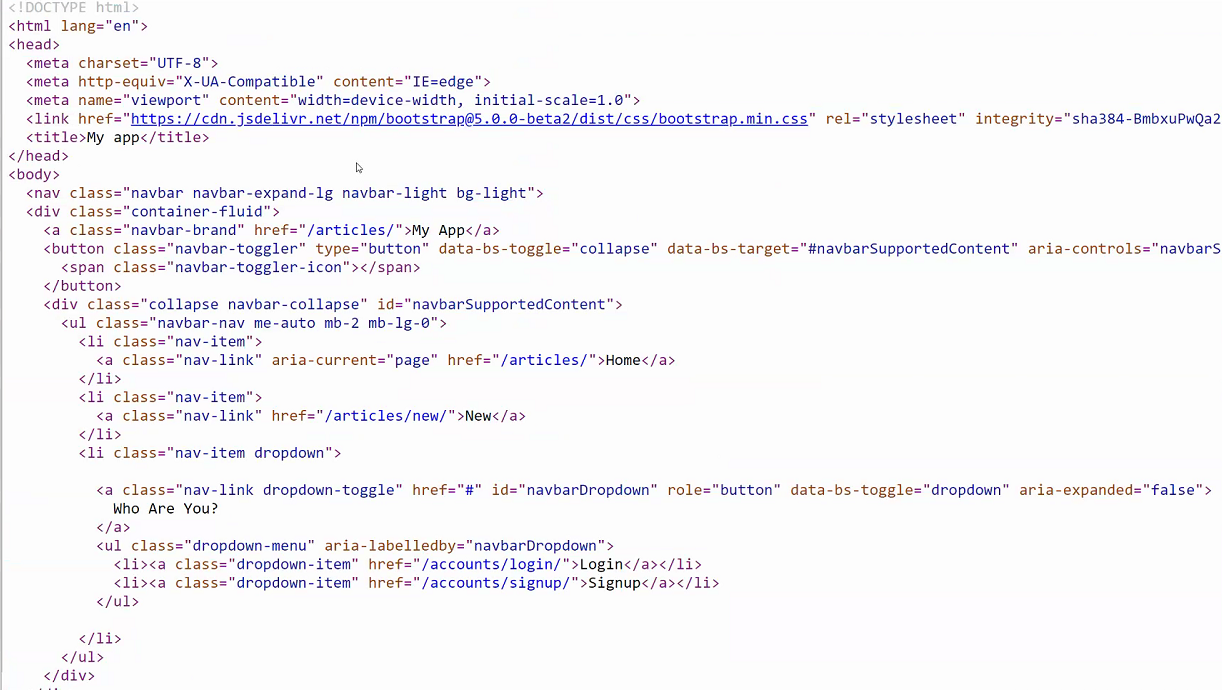 <!DOCTYPE html>
<html lang="en">
<head>
<meta charset="UTF-8">
<meta http-equiv="X-UA-Compatible" content="IE=edge">
<meta name="viewport" content="width=device-width, initial-scale=1.0">
<link href="https://cdn.jsdelivr.net/npm/bootstrap@5.0.0-beta2/dist/css/bootstrap.min.css" rel="stylesheet" integrity="sha384-BmbxuPwQa2
<title>My app</title>
</head>
<body>
<nav class="navbar navbar-expand-lg navbar-light bg-light">
<div class="container-fluid">
<a class="navbar-brand" href="/articles/">My App</a>
<button class="navbar-toggler" type="button" data-bs-toggle="collapse" data-bs-target="#navbarSupportedContent" aria-controls="navbarS
<span class="navbar-toggler-icon"></span>
</button>
<div class="collapse navbar-collapse" id="navbarSupportedContent">
<ul class="navbar-nav me-auto mb-2 mb-lg-0">
<li class="nav-item">
<a class="nav-link" aria-current="page" href="/articles/">Home</a>
</li>
<li class="nav-item">
<a class="nav-link" href="/articles/new/">New</a>
</li>
<li class="nav-item dropdown">
<a class="nav-link dropdown-toggle" href="#" id="navbarDropdown" role="button" data-bs-toggle="dropdown" aria-expanded="false">
Who Are You?
</a>
<ul class="dropdown-menu" aria-labelledby="navbarDropdown">
<li><a class="dropdown-item" href="/accounts/login/">Login</a></li>
<li><a class="dropdown-item" href="/accounts/signup/">Signup</a></li>
</ul>
</li>
</ul>
</div>